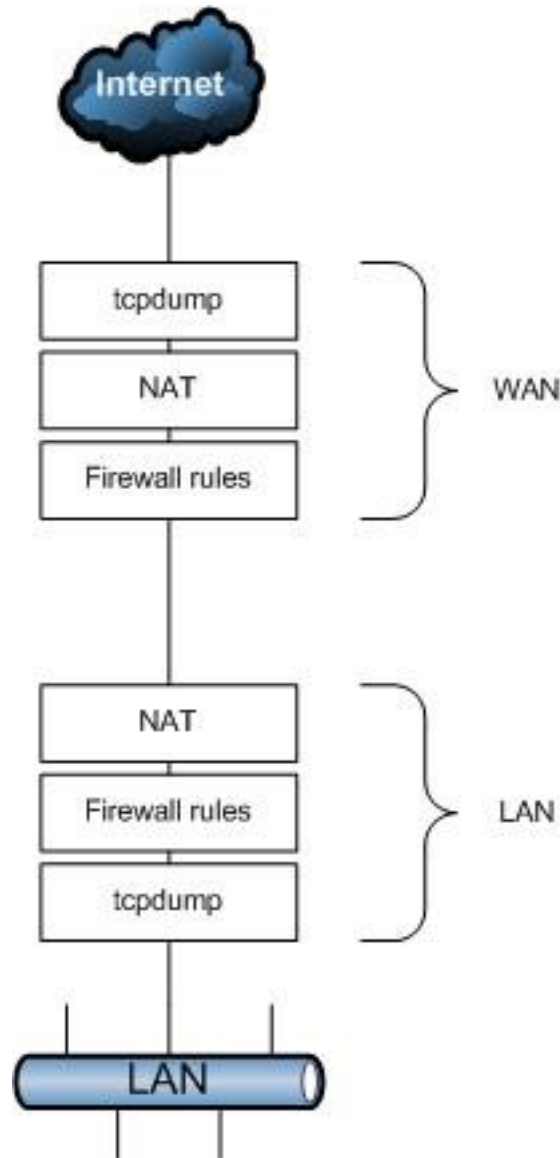 Internet
tcpdump
NAT
Firewall rules
WAN
NAT
Firewall rules
tcpdump
LAN
LAN